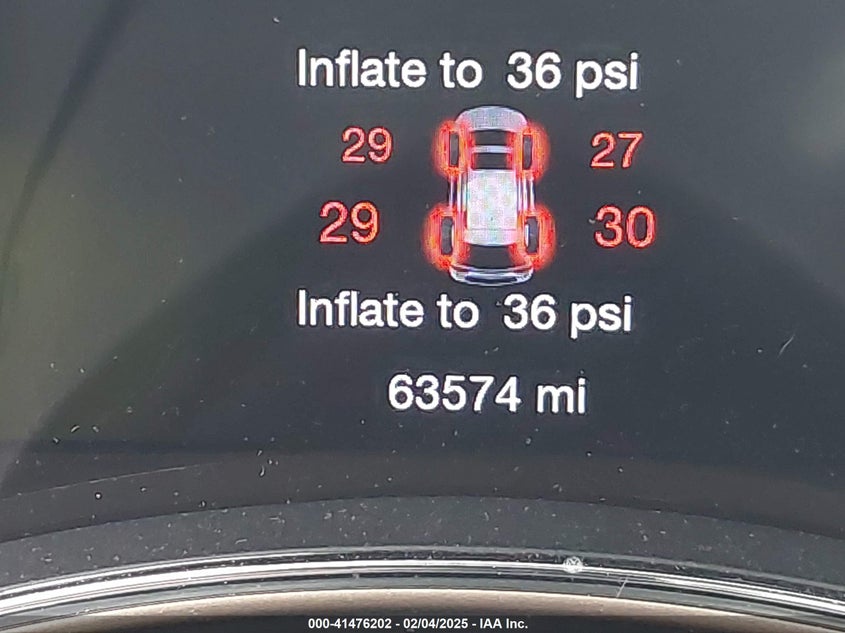 Inflate to 36 psi
29 27
29 30
Inflate to 36 psi
63574 mi
000-41476202 - 02/04/2025 - IAA Inc.